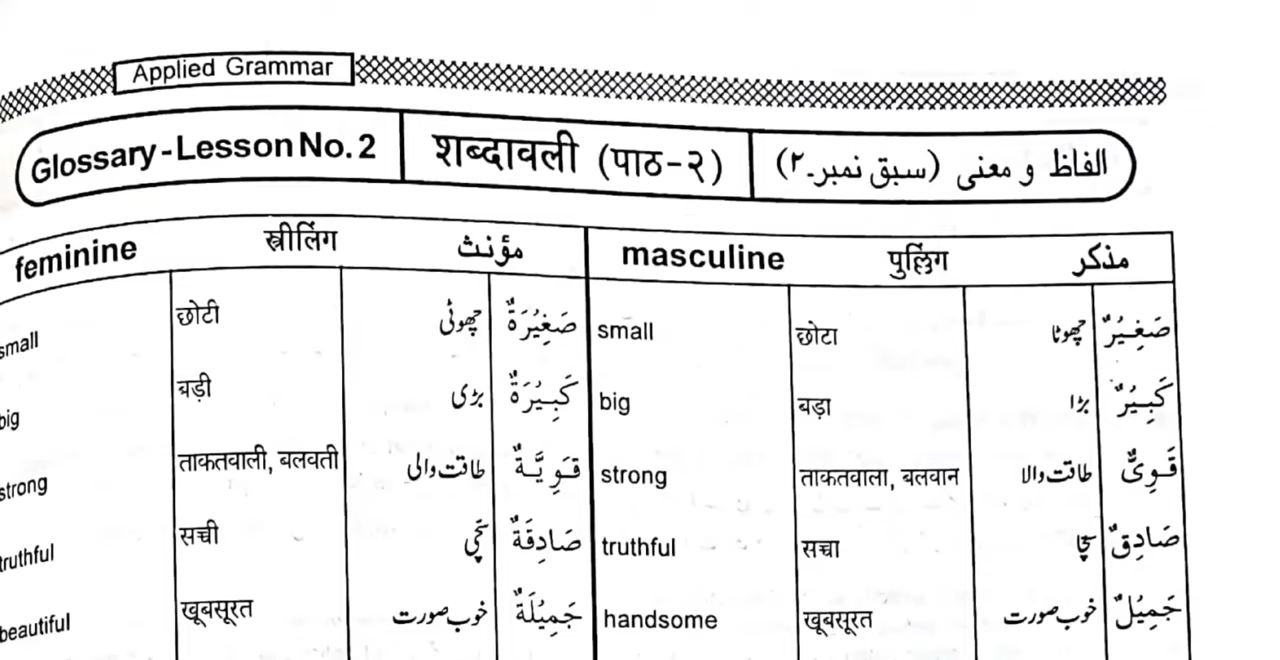 Applied Grammar
Glossary-Lesson No. 2 शब्दावली (पाठ-२) الفاظ و معنی (سبق نمبر۔۲)
feminine स्त्रीलिंग مؤنث masculine पुल्लिंग مذکر
small छोटी چھوٹی صَغِيْرَةٌ small छोटा چھوٹا صَغِيْرٌ
big बड़ी بڑی كَبِيْرَةٌ big बड़ा بڑا كَبِيْرٌ
strong ताकतवाली, बलवती طاقت والی قَوِيَّةٌ strong ताकतवाला, बलवान طاقت والا قَوِىٌّ
truthful सच्ची سچّی صَادِقَةٌ truthful सच्चा سچا صَادِقٌ
beautiful खूबसूरत خوب صورت جَمِيْلَةٌ handsome खूबसूरत خوب صورت جَمِيْلٌ